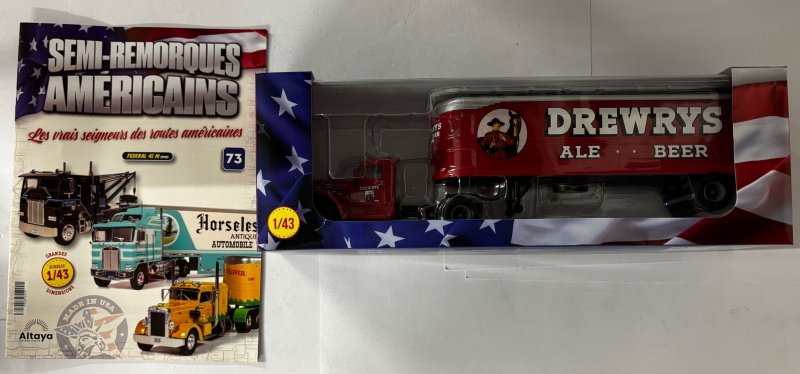 SEMI-REMORQUES
AMÉRICAINS
Les vrais seigneurs des routes américaines
FEDERAL 45 M
73
Horseles
ANTIQUE
AUTOMOBILE
GRANDES
ÉCHELLE
1/43
DIMENSIONS
MADE IN USA
Altaya
1/43
DREWRYS
ALE · · BEER